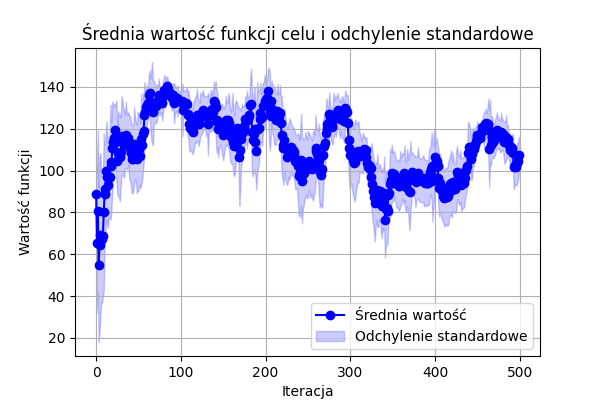 Średnia wartość funkcji celu i odchylenie standardowe
Wartość funkcji
140
120
100
80
60
40
20
0 100 200 300 400 500
Iteracja
Średnia wartość
Odchylenie standardowe